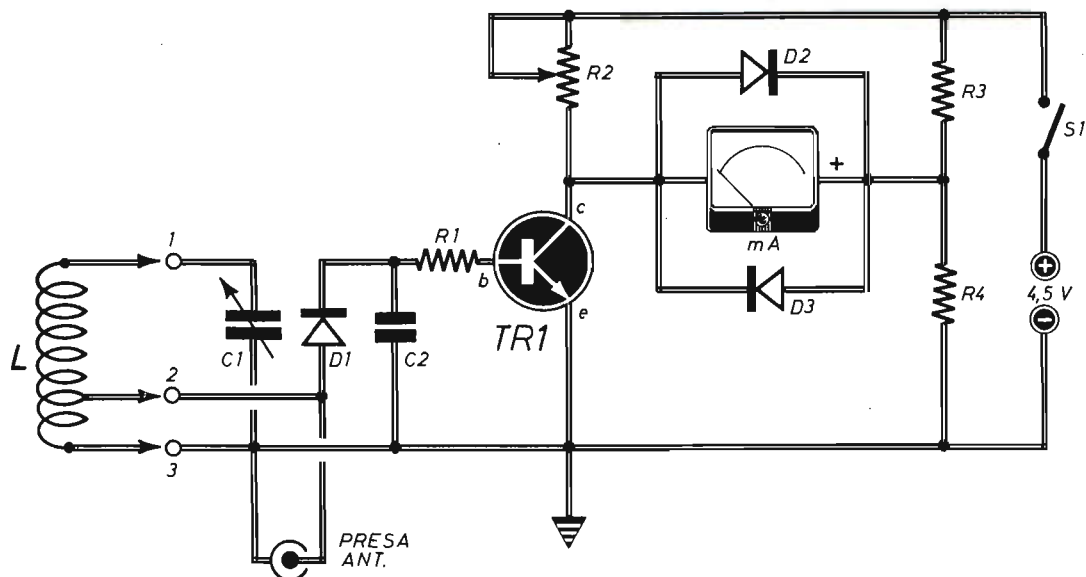 R2
D2
R3
S1
+
c
mA
1
R1
b
4,5 V
R4
D3
e
L
C1
D1
C2
TR1
2
3
PRESA
ANT.